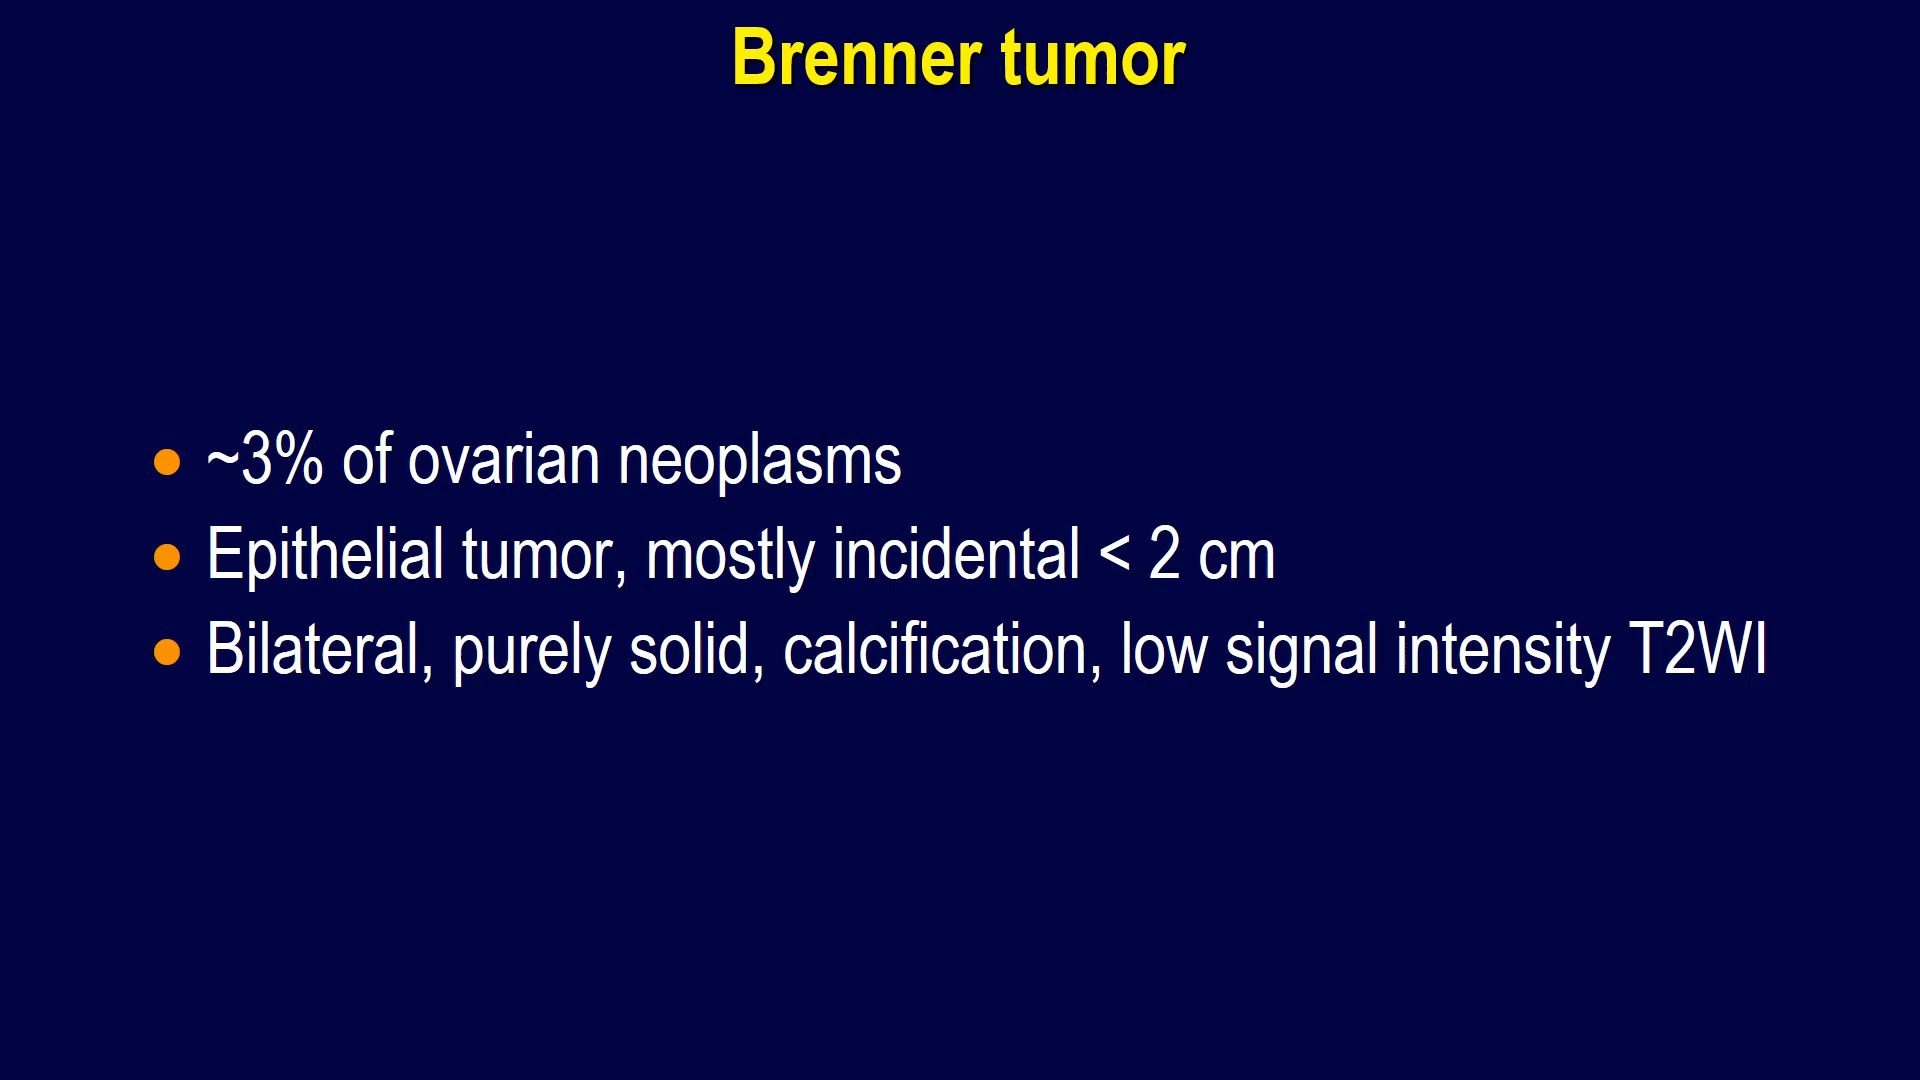 Brenner tumor
• ~3% of ovarian neoplasms
• Epithelial tumor, mostly incidental < 2 cm
• Bilateral, purely solid, calcification, low signal intensity T2WI